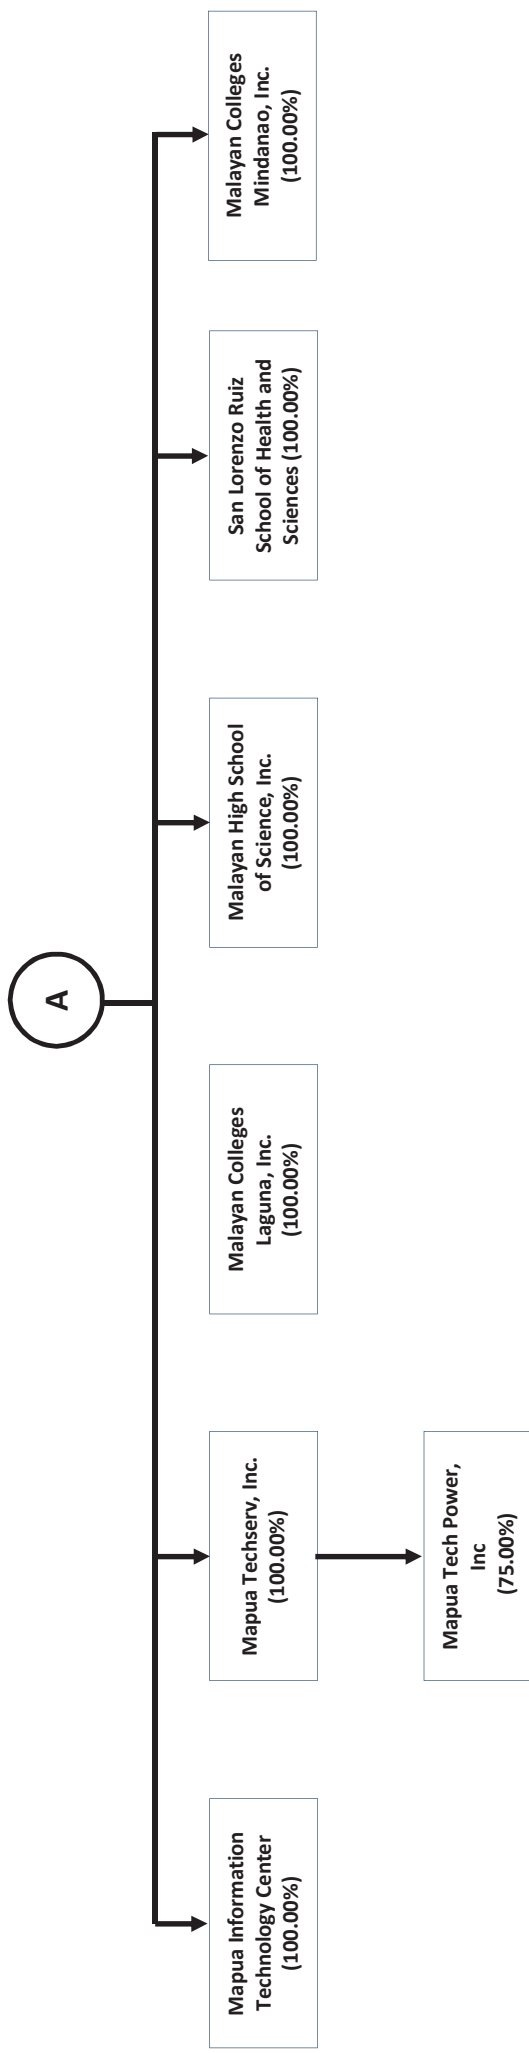 A
Mapua Information
Technology Center
(100.00%)
Mapua Techserv, Inc.
(100.00%)
Malayan Colleges
Laguna, Inc.
(100.00%)
Malayan High School
of Science, Inc.
(100.00%)
San Lorenzo Ruiz
School of Health and
Sciences (100.00%)
Malayan Colleges
Mindanao, Inc.
(100.00%)
Mapua Tech Power,
Inc
(75.00%)